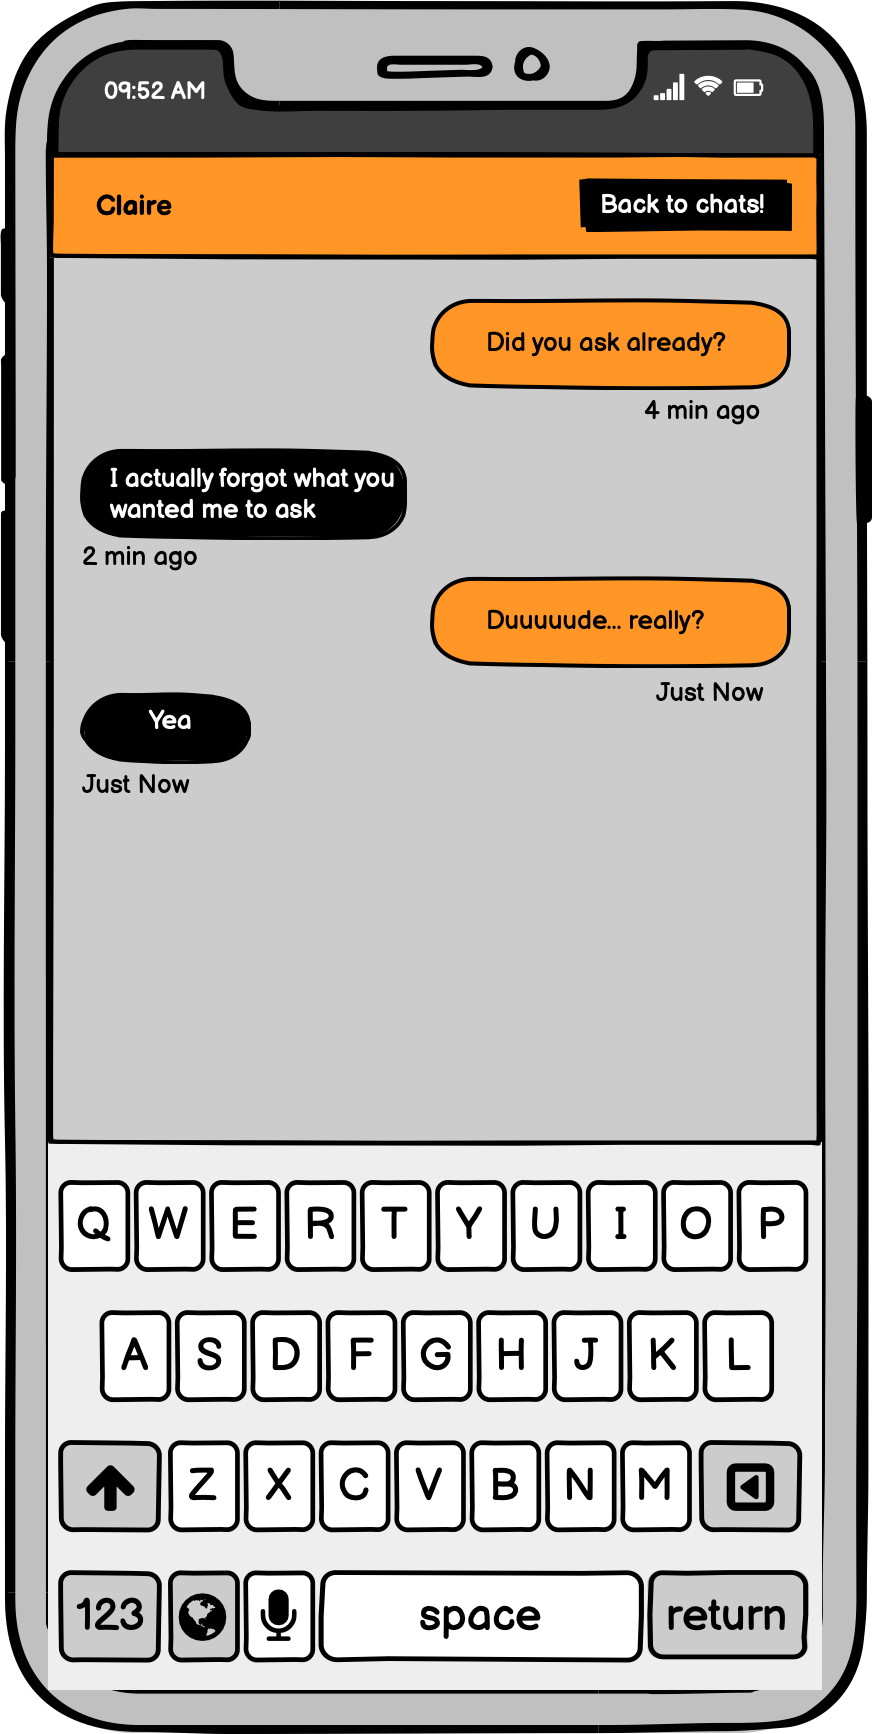 09:52 AM
Claire
Back to chats!
Did you ask already?
4 min ago
I actually forgot what you
wanted me to ask
2 min ago
Duuuuude... really?
Just Now
Yea
Just Now
Q W E R T Y U I O P
A S D F G H J K L
Z X C V B N M
123 space return